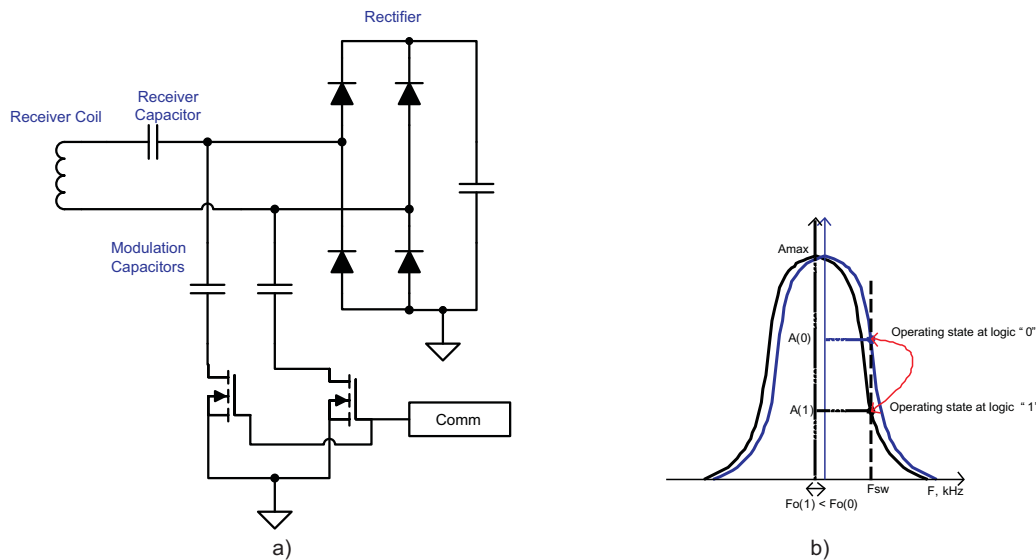 Rectifier
Receiver
Capacitor
Receiver Coil
Modulation
Capacitors
Comm
a)
Amax
A(0)
Operating state at logic “ 0”
A(1)
Operating state at logic “ 1”
Fsw
F, kHz
Fo(1) < Fo(0)
b)